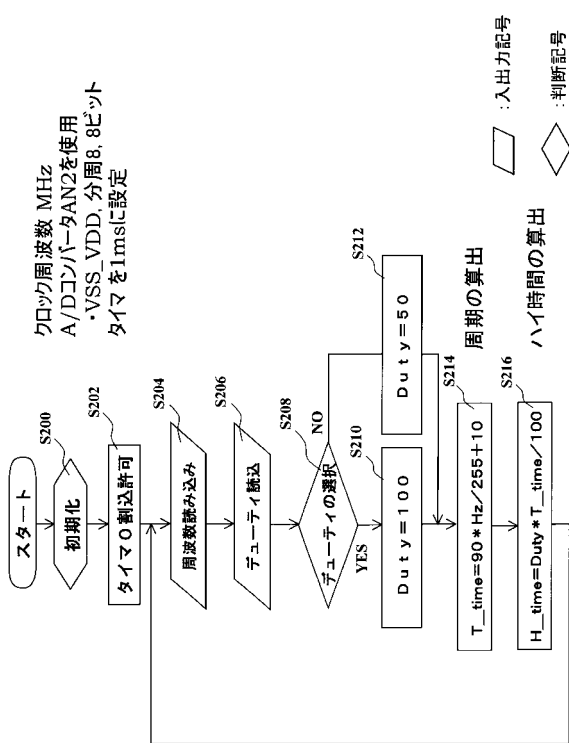 クロック周波数 MHz
A/DコンバータAN2を使用
・VSS_VDD, 分周8, 8ビット
タイマ を1msに設定
スタート
S200
初期化
S202
タイマ0割込許可
S204
周波数読み込み
S206
デューティ読込
S208
デューティの選択
YES
NO
S210
Duty=100
S212
Duty=50
S214
周期の算出
T_time=90*Hz/255+10
S216
ハイ時間の算出
H_time=Duty*T_time/100
:入出力記号
:判断記号